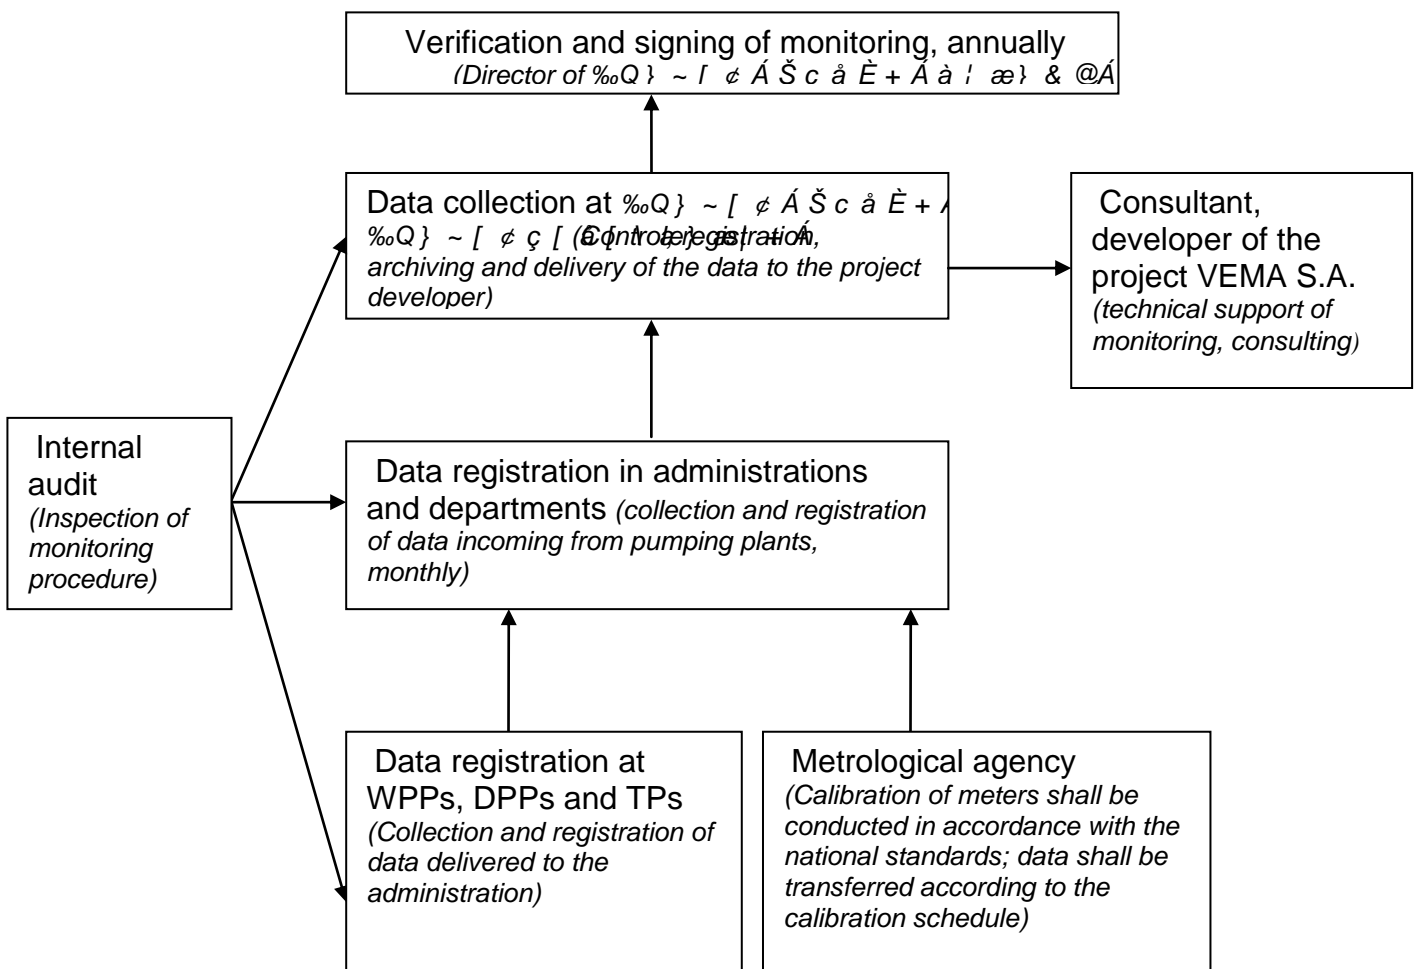 Verification and signing of monitoring, annually
(Director of
Data collection at
(Control, registration,
archiving and delivery of the data to the project
developer)
Consultant,
developer of the
project VEMA S.A.
(technical support of
monitoring, consulting)
Internal
audit
(Inspection of
monitoring
procedure)
Data registration in administrations
and departments (collection and registration
of data incoming from pumping plants,
monthly)
Data registration at
WPPs, DPPs and TPs
(Collection and registration of
data delivered to the
administration)
Metrological agency
(Calibration of meters shall be
conducted in accordance with the
national standards; data shall be
transferred according to the
calibration schedule)